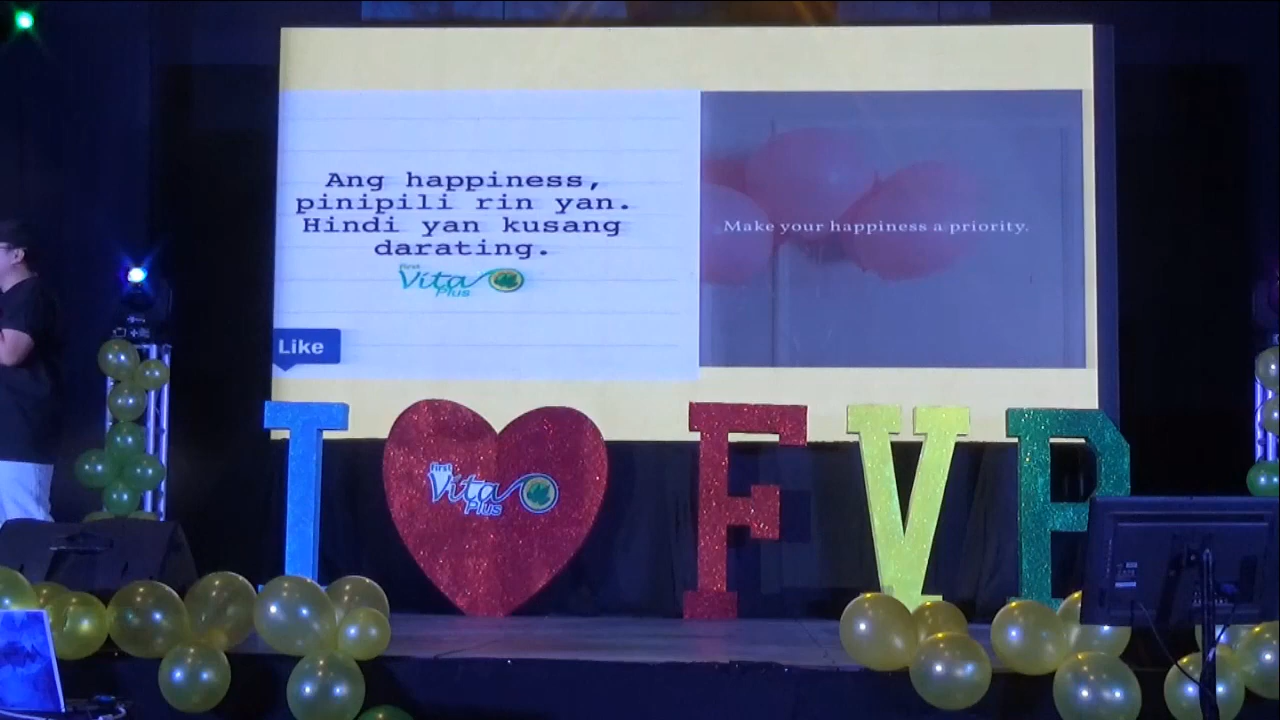 Ang happiness,
pinipili rin yan.
Hindi yan kusang
darating.
First
Vita
Plus
Like
Make your happiness a priority.
I F V P
First
Vita
Plus